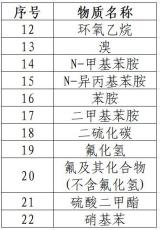 序号 物质名称
12 环氧乙烷
13 溴
14 N-甲基苯胺
15 N-异丙基苯胺
16 苯胺
17 二甲基苯胺
18 二硫化碳
19 氟化氢
20 氟及其化合物
(不含氟化氢)
21 硫酸二甲酯
22 硝基苯